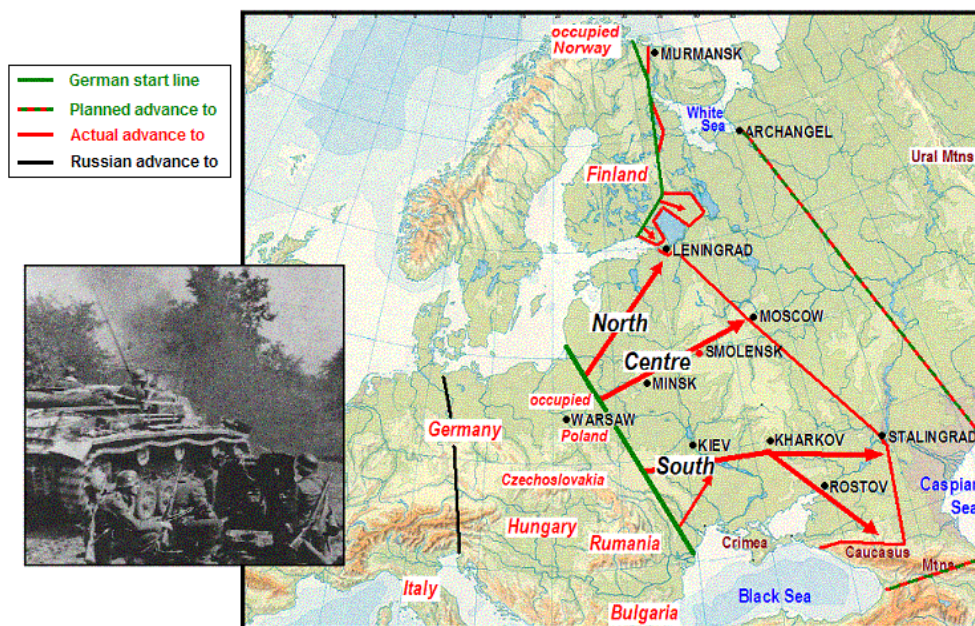 German start line
Planned advance to
Actual advance to
Russian advance to
occupied
Norway
MURMANSK
White
Sea
ARCHANGEL
Ural Mtns
Finland
LENINGRAD
North
MOSCOW
Centre
SMOLENSK
MINSK
occupied
WARSAW
Poland
Germany
KIEV
KHARKOV
STALINGRAD
South
Czechoslovakia
ROSTOV
Caspian
Sea
Hungary
Rumania
Crimea
Caucasus
Mtns
Italy
Black Sea
Bulgaria